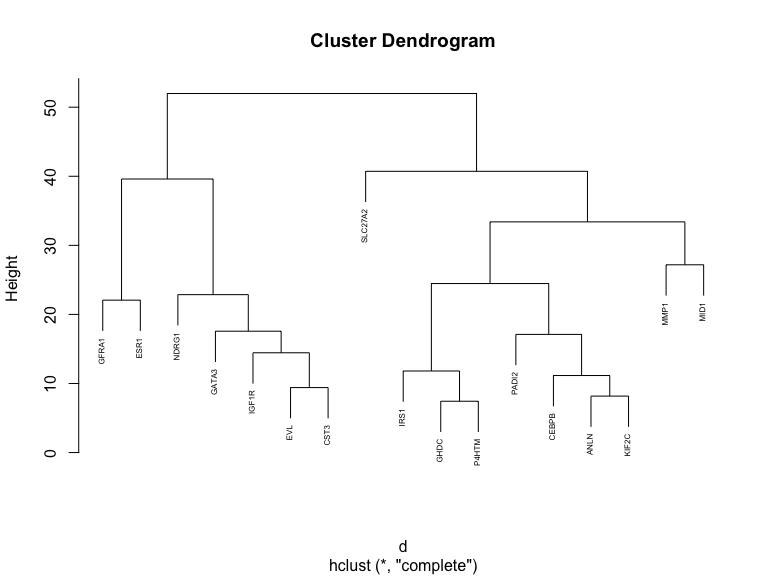 Cluster Dendrogram
Height
50
40
30
20
10
0
GFRA1
ESR1
NDRG1
GATA3
IGF1R
EVL
CST3
SLC27A2
IRS1
GHDC
P4HTM
PADI2
CEBPB
ANLN
KIF2C
MMP1
MID1
d
hclust (*, "complete")